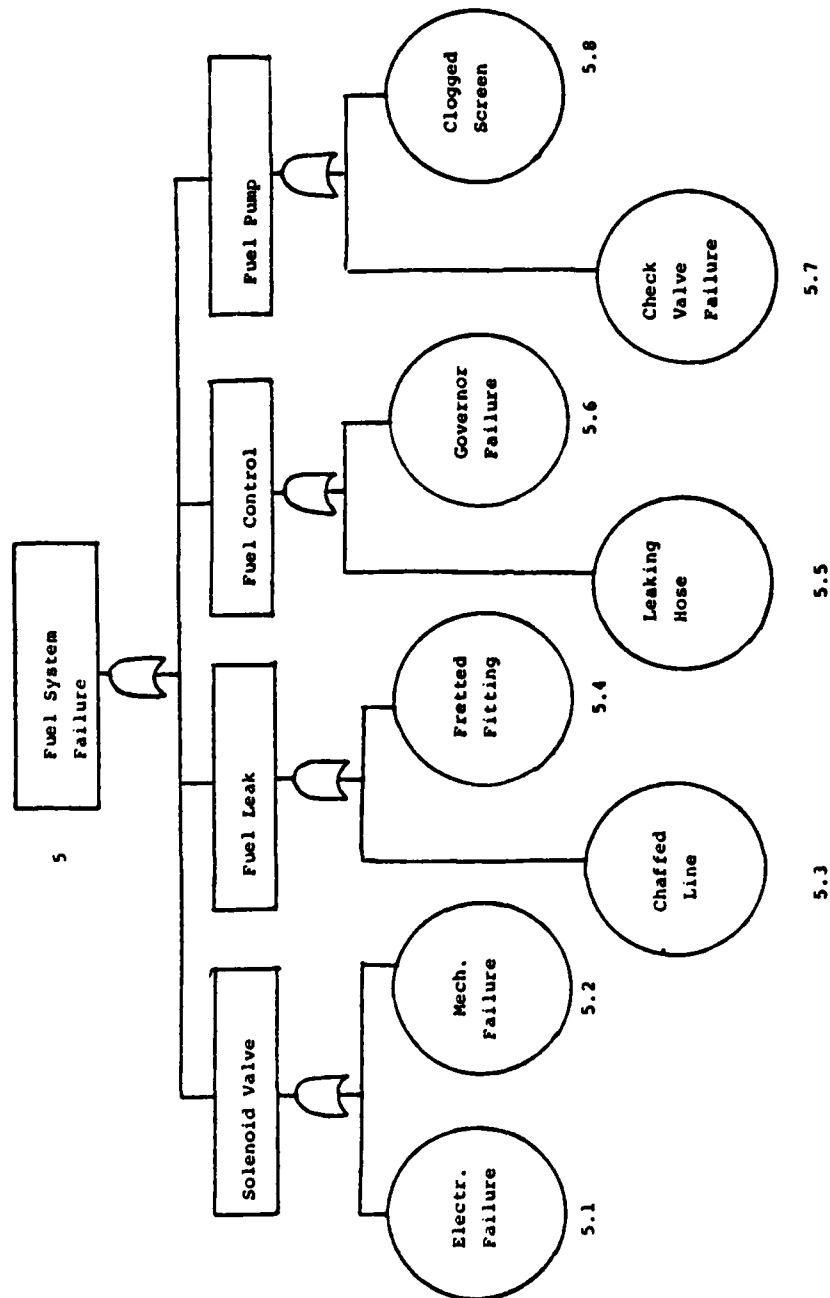 Fuel System
Failure
5
Solenoid Valve
Fuel Leak
Fuel Control
Fuel Pump
Electr.
Failure
5.1
Mech.
Failure
5.2
Chaffed
Line
5.3
Fretted
Fitting
5.4
Leaking
Hose
5.5
Governor
Failure
5.6
Check
Valve
Failure
5.7
Clogged
Screen
5.8